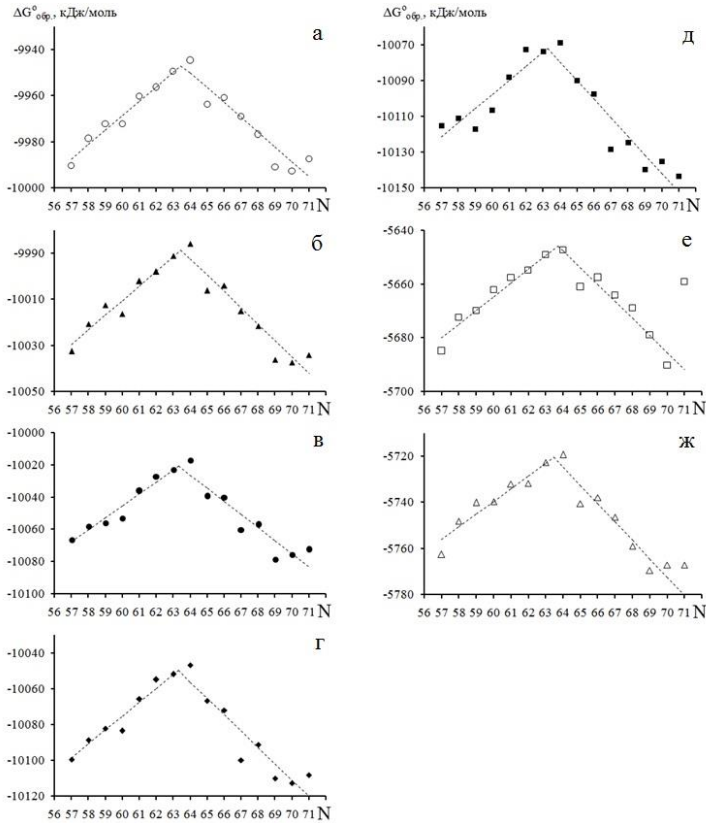 ΔG°обр., кДж/моль
а
-9940
-9960
-9980
-10000
56 57 58 59 60 61 62 63 64 65 66 67 68 69 70 71 N
ΔG°обр., кДж/моль
д
-10070
-10090
-10110
-10130
-10150
56 57 58 59 60 61 62 63 64 65 66 67 68 69 70 71 N
б
-9990
-10010
-10030
-10050
56 57 58 59 60 61 62 63 64 65 66 67 68 69 70 71 N
е
-5640
-5660
-5680
-5700
56 57 58 59 60 61 62 63 64 65 66 67 68 69 70 71 N
в
-10000
-10020
-10040
-10060
-10080
-10100
56 57 58 59 60 61 62 63 64 65 66 67 68 69 70 71 N
ж
-5720
-5740
-5760
-5780
56 57 58 59 60 61 62 63 64 65 66 67 68 69 70 71 N
г
-10040
-10060
-10080
-10100
-10120
56 57 58 59 60 61 62 63 64 65 66 67 68 69 70 71 N